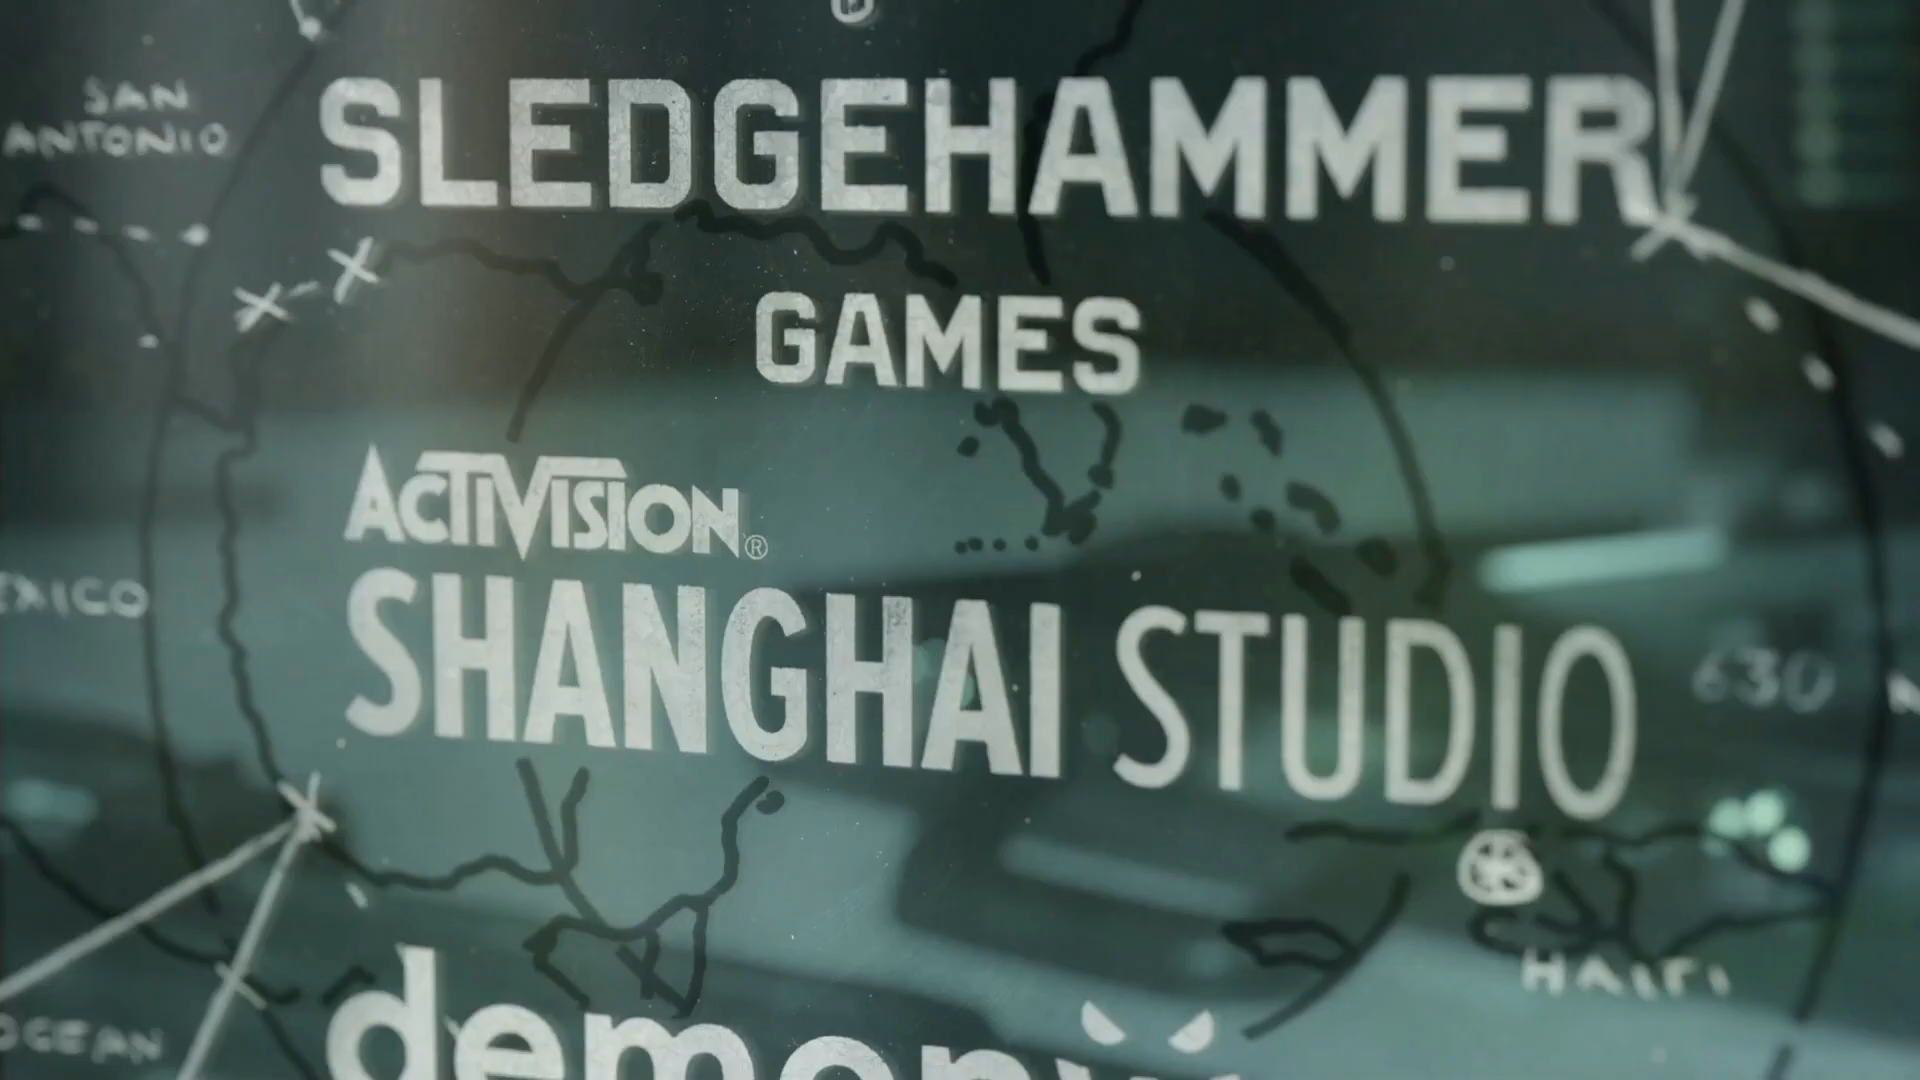 SAN
ANTONIO
SLEDGEHAMMER
GAMES
ACTIVISION®
SHANGHAI STUDIO
630
HAITI
OCEAN